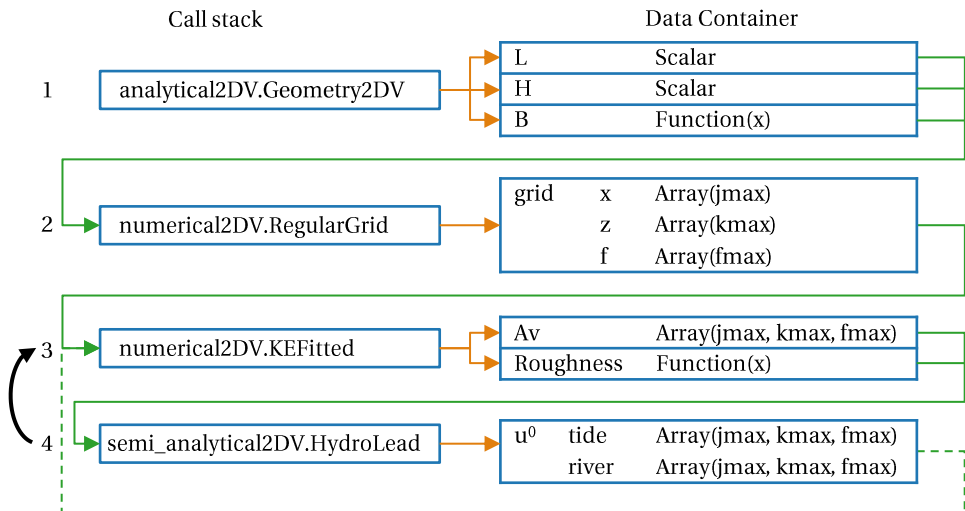 Call stack Data Container
1 analytical2DV.Geometry2DV L Scalar
H Scalar
B Function(x)
grid x Array(jmax)
2 numerical2DV.RegularGrid z Array(kmax)
f Array(fmax)
Av Array(jmax, kmax, fmax)
3 numerical2DV.KEFitted
Roughness Function(x)
4 semi_analytical2DV.HydroLead u⁰ tide Array(jmax, kmax, fmax)
river Array(jmax, kmax, fmax)